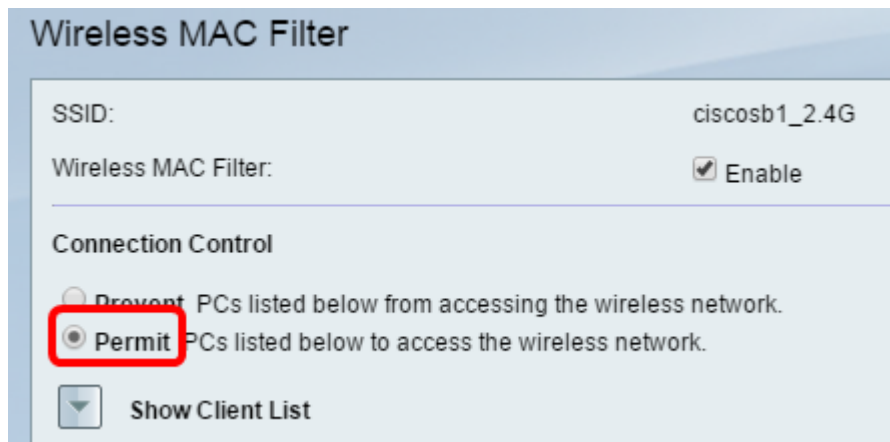 Wireless MAC Filter
SSID: ciscosb1_2.4G
Wireless MAC Filter: Enable
Connection Control
Prevent PCs listed below from accessing the wireless network.
Permit PCs listed below to access the wireless network.
Show Client List